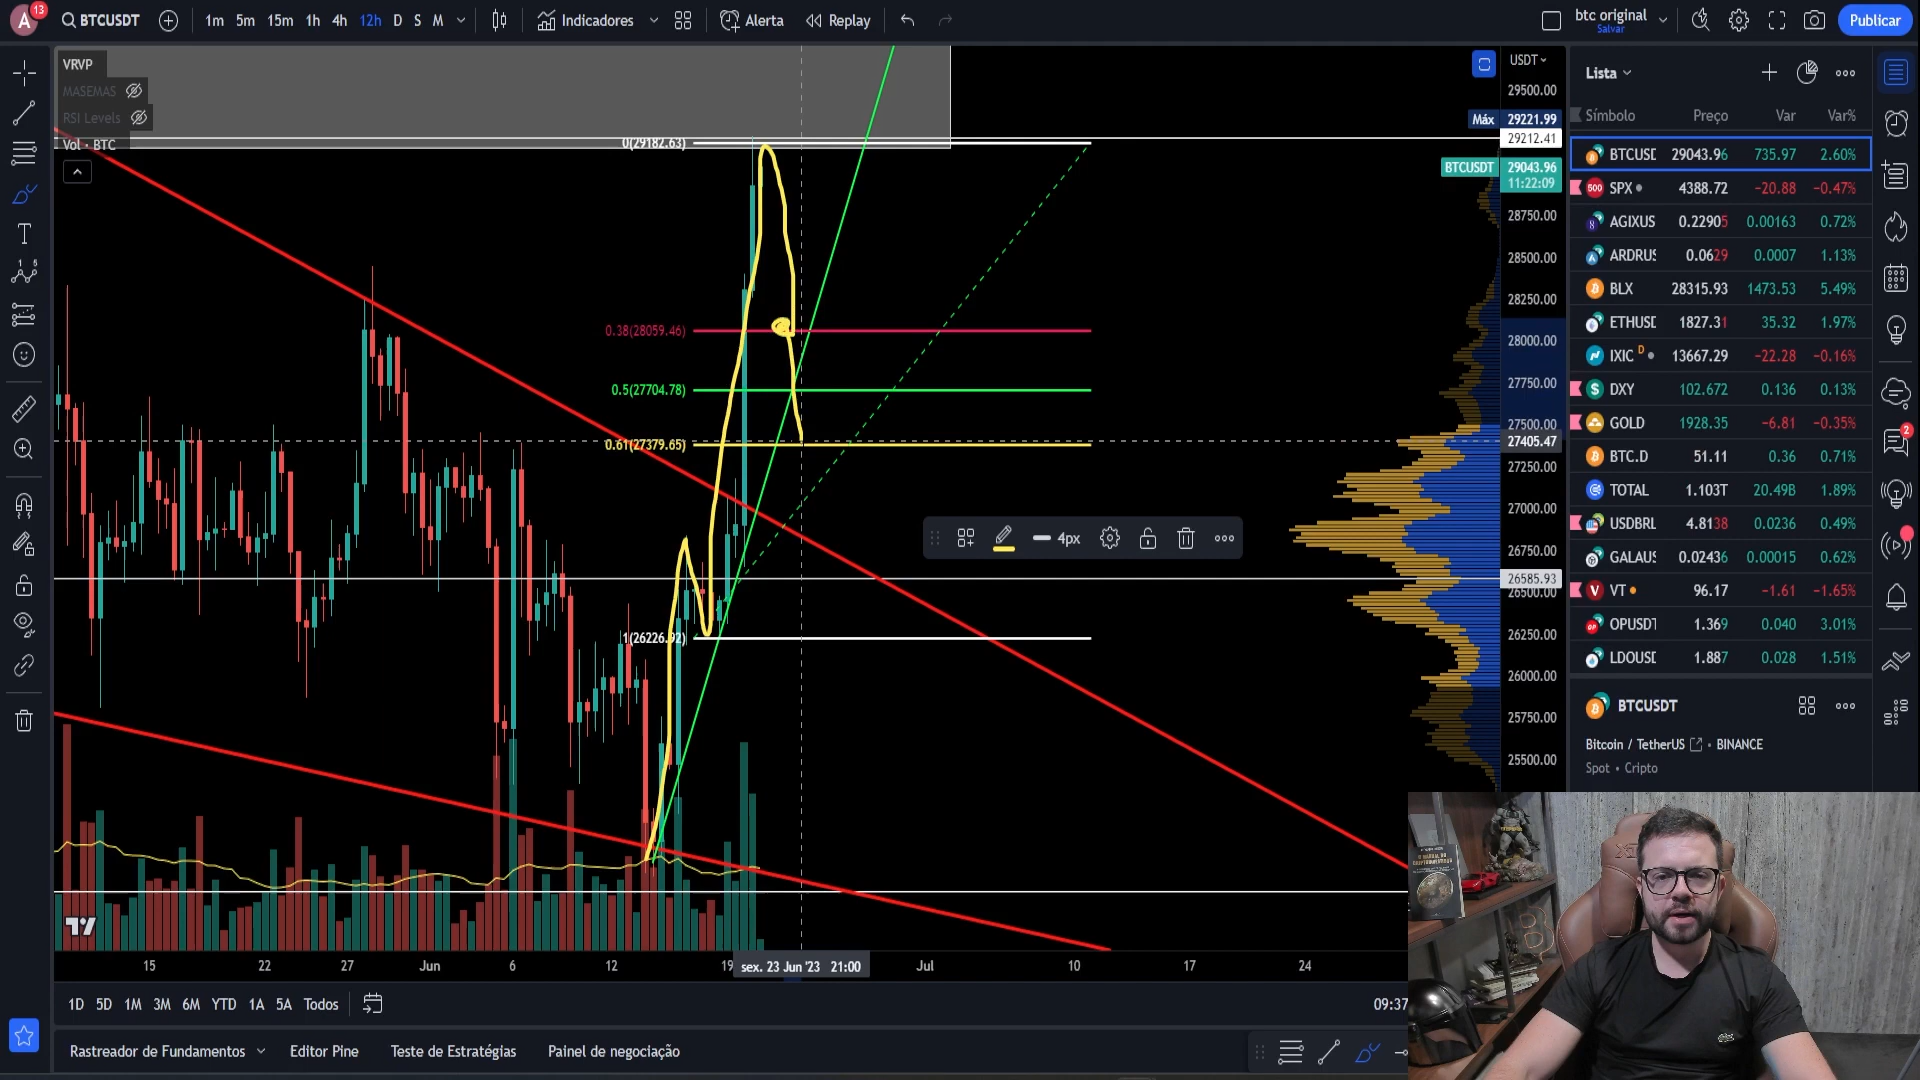 A 13 BTCUSDT 1m 5m 15m 1h 4h 12h D S M Indicadores Alerta Replay btc original Salvar Publicar
VRVP
MASEMAS
RSI Levels
Vol · BTC
USDT
29500.00
Máx 29221.99
29212.41
BTCUSDT 29043.96
11:22:09
28750.00
28500.00
28250.00
28000.00
27750.00
27500.00
27405.47
27250.00
27000.00
26750.00
26585.93
26500.00
26250.00
26000.00
25750.00
25500.00
0(29182.63)
0.38(28059.46)
0.5(27704.78)
0.61(27379.65)
1(26226.92)
4px
15 22 27 Jun 6 12 19 sex. 23 Jun '23 21:00 Jul 10 17 24
1D 5D 1M 3M 6M YTD 1A 5A Todos 09:37
Rastreador de Fundamentos Editor Pine Teste de Estratégias Painel de negociação
Lista
Símbolo Preço Var Var%
BTCUSD 29043.96 735.97 2.60%
500 SPX 4388.72 −20.88 −0.47%
AGIXUS 0.22905 0.00163 0.72%
ARDRUS 0.0629 0.0007 1.13%
BLX 28315.93 1473.53 5.49%
ETHUSD 1827.31 35.32 1.97%
IXIC D 13667.29 −22.28 −0.16%
DXY 102.672 0.136 0.13%
GOLD 1928.35 −6.81 −0.35%
BTC.D 51.11 0.36 0.71%
TOTAL 1.103T 20.49B 1.89%
USDBRL 4.8138 0.0236 0.49%
GALAUS 0.02436 0.00015 0.62%
V VT 96.17 −1.61 −1.65%
OPUSDT 1.369 0.040 3.01%
LDOUSD 1.887 0.028 1.51%
BTCUSDT
Bitcoin / TetherUS • BINANCE
Spot • Cripto
2